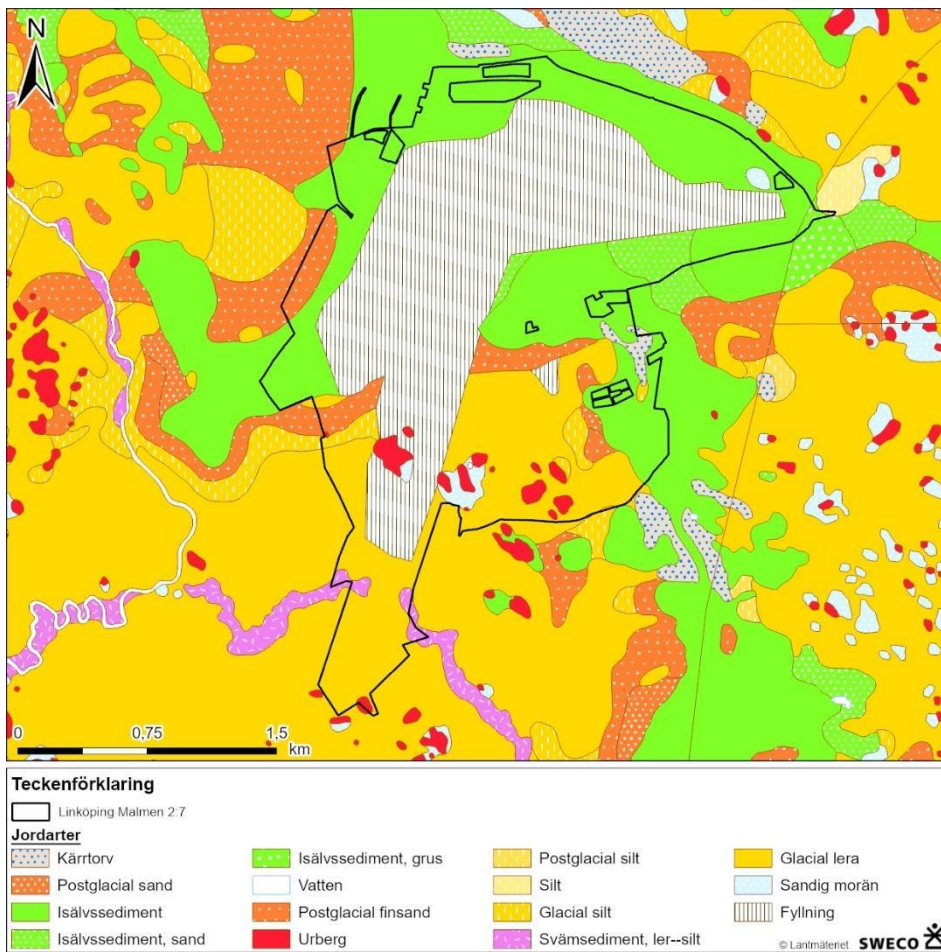 N
0 0,75 1,5
km
Teckenförklaring
Linköping Malmen 2:7
Jordarter
Kärrtorv
Postglacial sand
Isälvssediment
Isälvssediment, sand
Isälvssediment, grus
Vatten
Postglacial finsand
Urberg
Postglacial silt
Silt
Glacial silt
Svämsediment, ler--silt
Glacial lera
Sandig morän
Fyllning
© Lantmäteriet SWECO